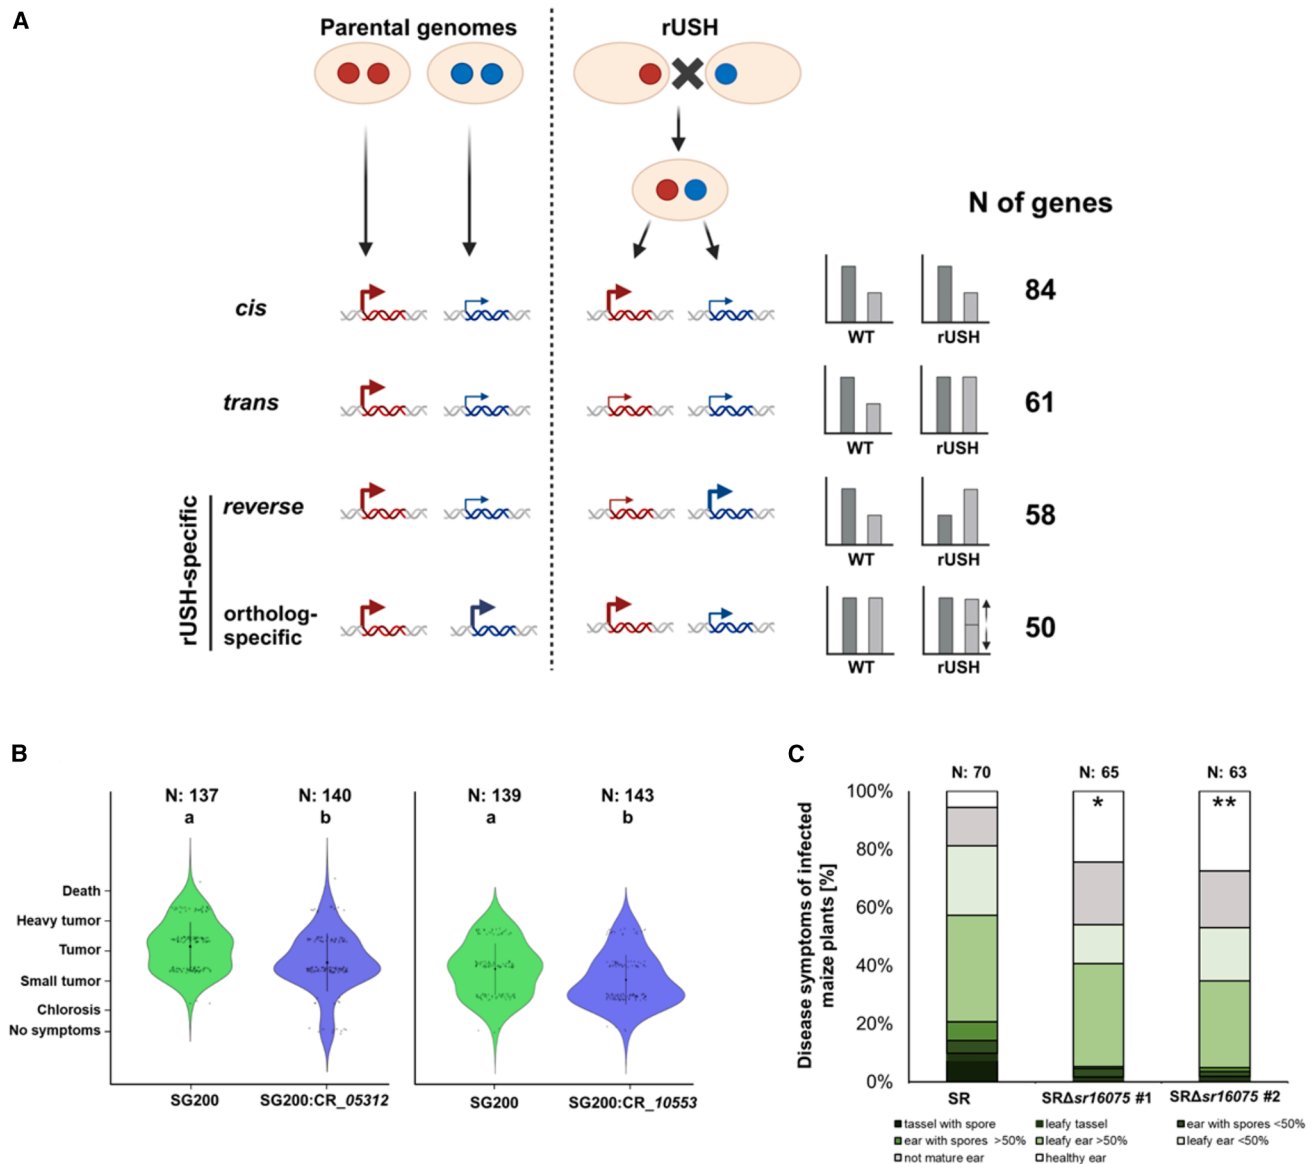 A
Parental genomes
rUSH
N of genes
cis
WT
rUSH
84
trans
WT
rUSH
61
rUSH-specific
reverse
WT
rUSH
58
ortholog-
specific
WT
rUSH
50
B
N: 137
a
N: 140
b
N: 139
a
N: 143
b
Death
Heavy tumor
Tumor
Small tumor
Chlorosis
No symptoms
SG200
SG200:CR_05312
SG200
SG200:CR_10553
C
Disease symptoms of infected
maize plants [%]
N: 70
N: 65
N: 63
100%
80%
60%
40%
20%
0%
*
**
SR
SRΔsr16075 #1
SRΔsr16075 #2
tassel with spore
leafy tassel
ear with spores <50%
ear with spores >50%
leafy ear >50%
leafy ear <50%
not mature ear
healthy ear